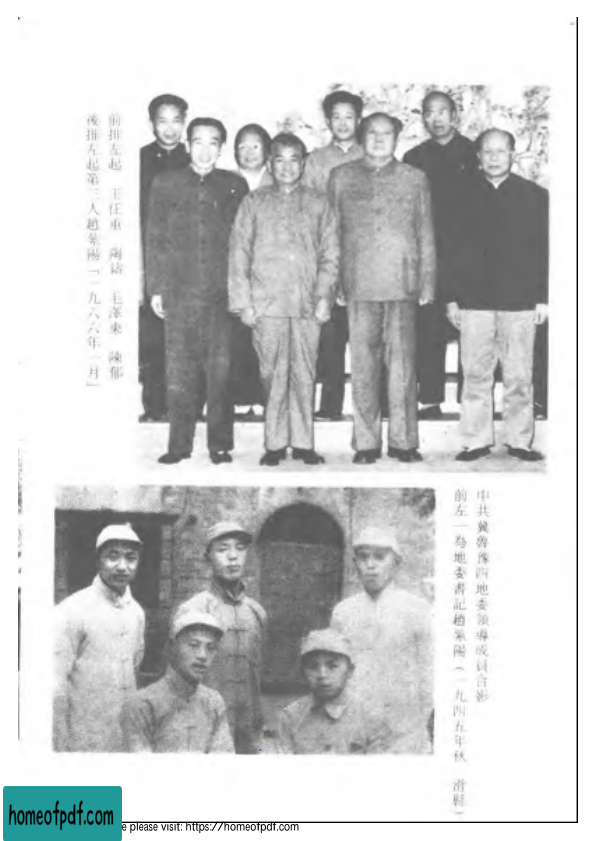 前排左起 王任重 陶鑄 毛澤東 陳郁
後排左起第三人趙紫陽「一九六六年一月」
中共冀魯豫四地委領導成員合影
前左一為地委書記趙紫陽(一九四五年秋 滑縣)
homeofpdf.com
e please visit: https://homeofpdf.com